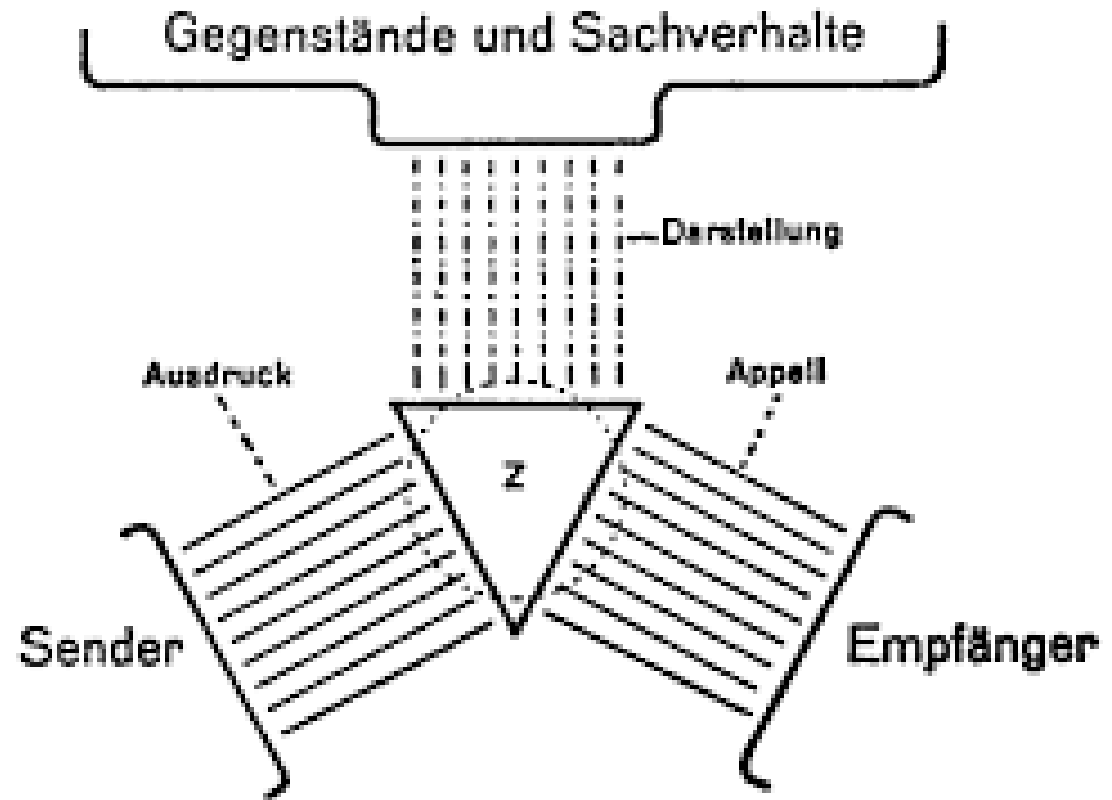 Gegenstände und Sachverhalte
Darstellung
Ausdruck
Appell
Z
Sender
Empfänger